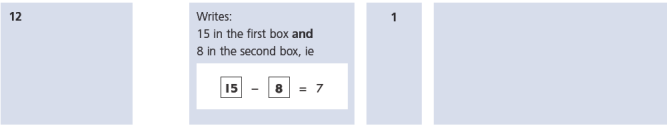 12
Writes:
15 in the first box and
8 in the second box, ie
15 – 8 = 7
1